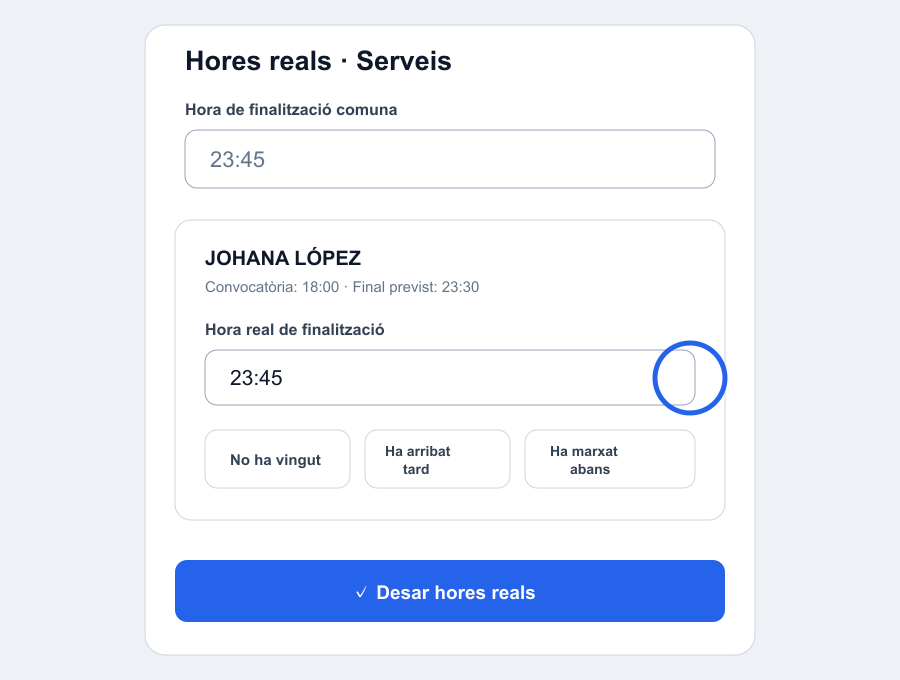 Hores reals · Serveis
Hora de finalització comuna
23:45
JOHANA LÓPEZ
Convocatòria: 18:00 · Final previst: 23:30
Hora real de finalització
23:45
No ha vingut
Ha arribat
tard
Ha marxat
abans
✓ Desar hores reals